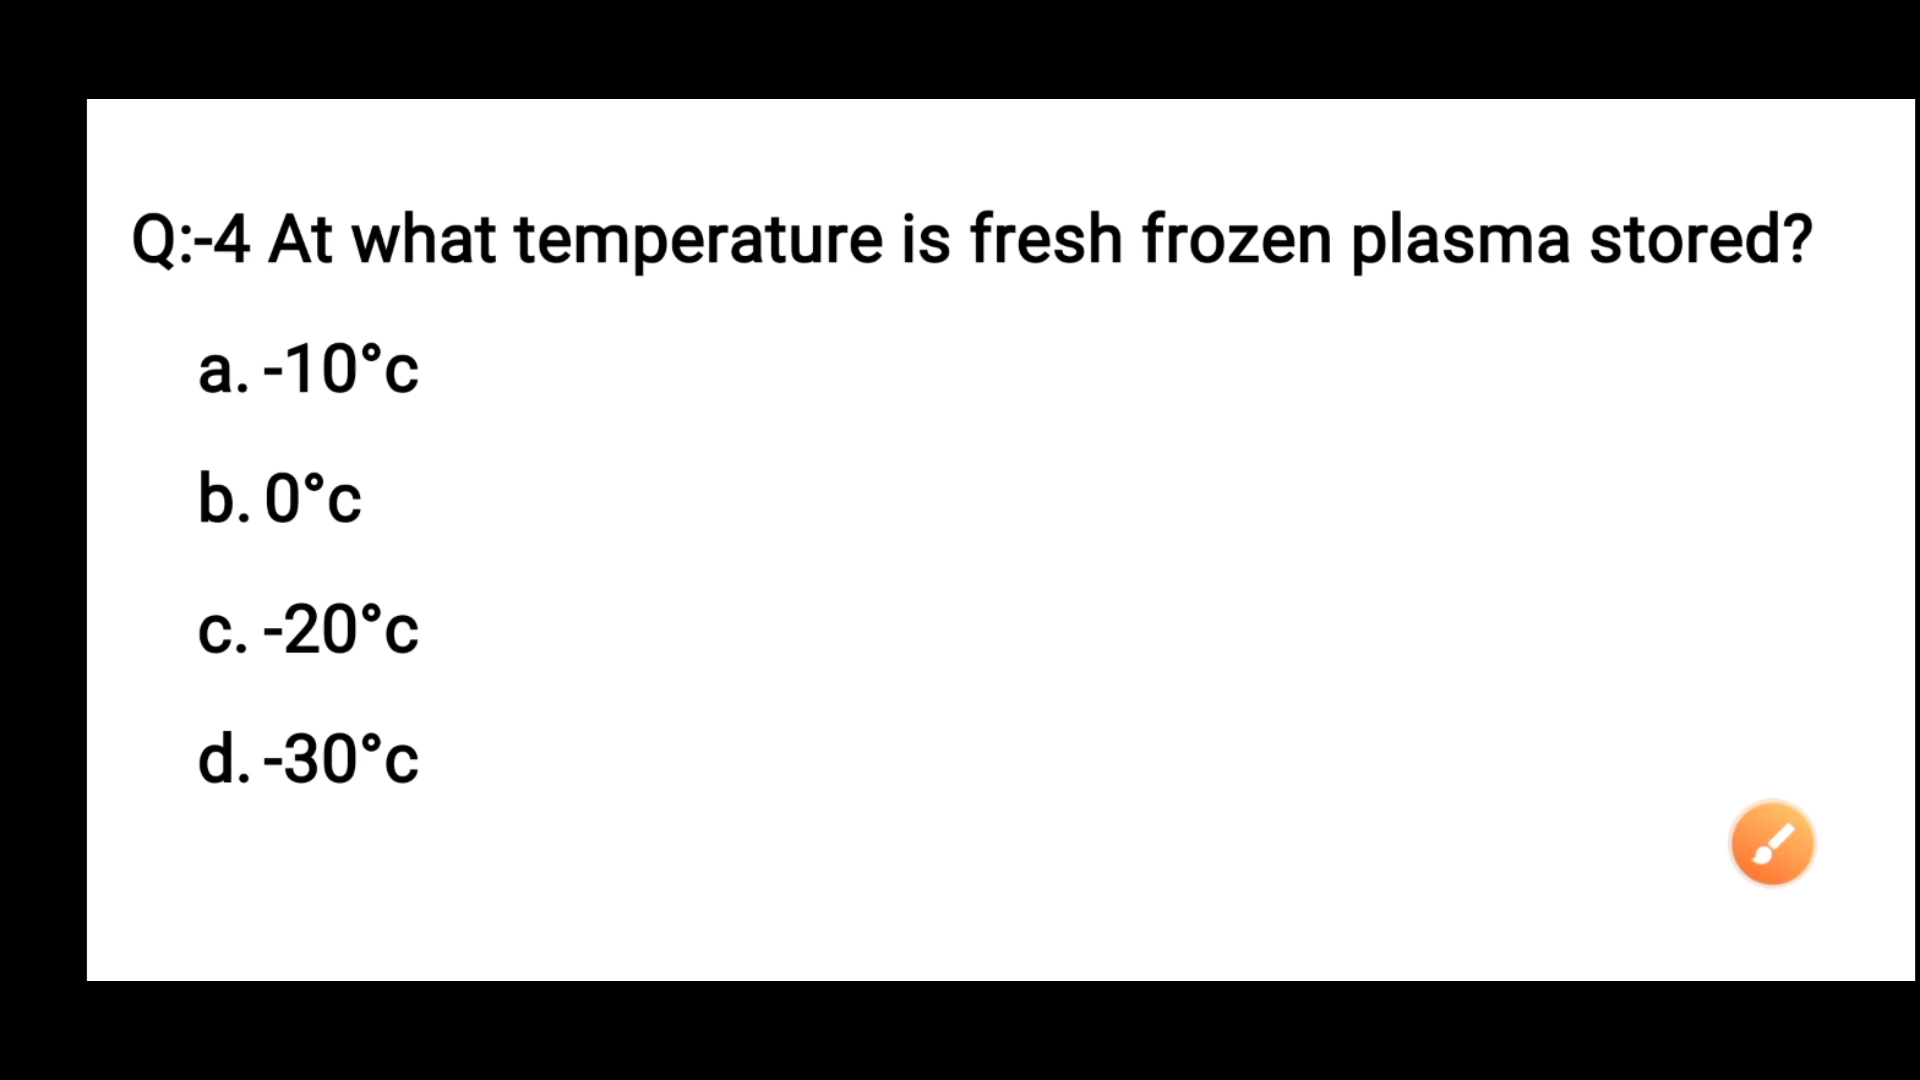 Q:-4 At what temperature is fresh frozen plasma stored?
a. -10°c
b. 0°c
c. -20°c
d. -30°c